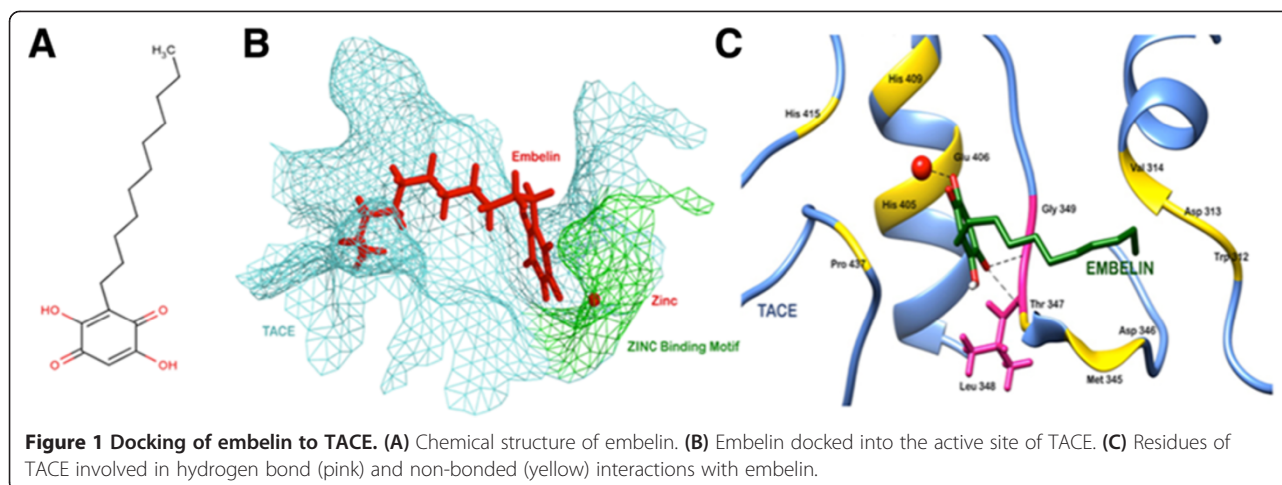 A
B
C
H₃C
HO
O
O
OH
Embelin
TACE
Zinc
ZINC Binding Motif
His 409
His 415
Glu 406
His 405
Val 314
Gly 349
Asp 313
Trp 312
Pro 437
EMBELIN
TACE
Thr 347
Asp 346
Met 345
Leu 348
Figure 1 Docking of embelin to TACE. (A) Chemical structure of embelin. (B) Embelin docked into the active site of TACE. (C) Residues of
TACE involved in hydrogen bond (pink) and non-bonded (yellow) interactions with embelin.